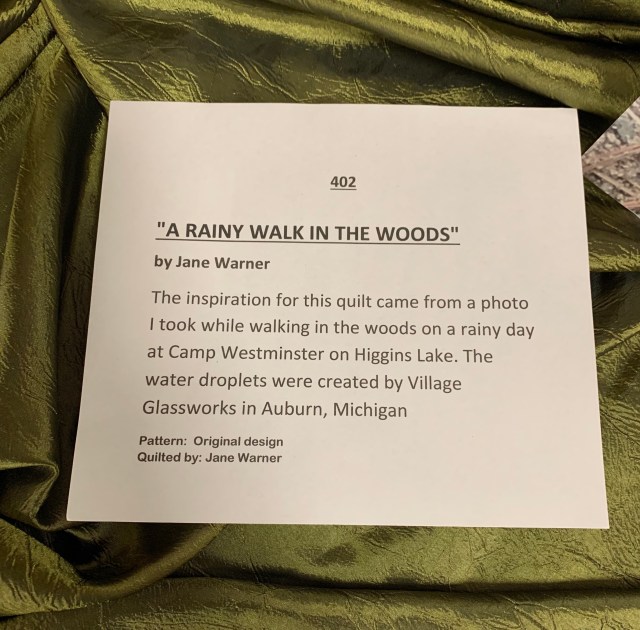 402
"A RAINY WALK IN THE WOODS"
by Jane Warner
The inspiration for this quilt came from a photo
I took while walking in the woods on a rainy day
at Camp Westminster on Higgins Lake. The
water droplets were created by Village
Glassworks in Auburn, Michigan
Pattern: Original design
Quilted by: Jane Warner